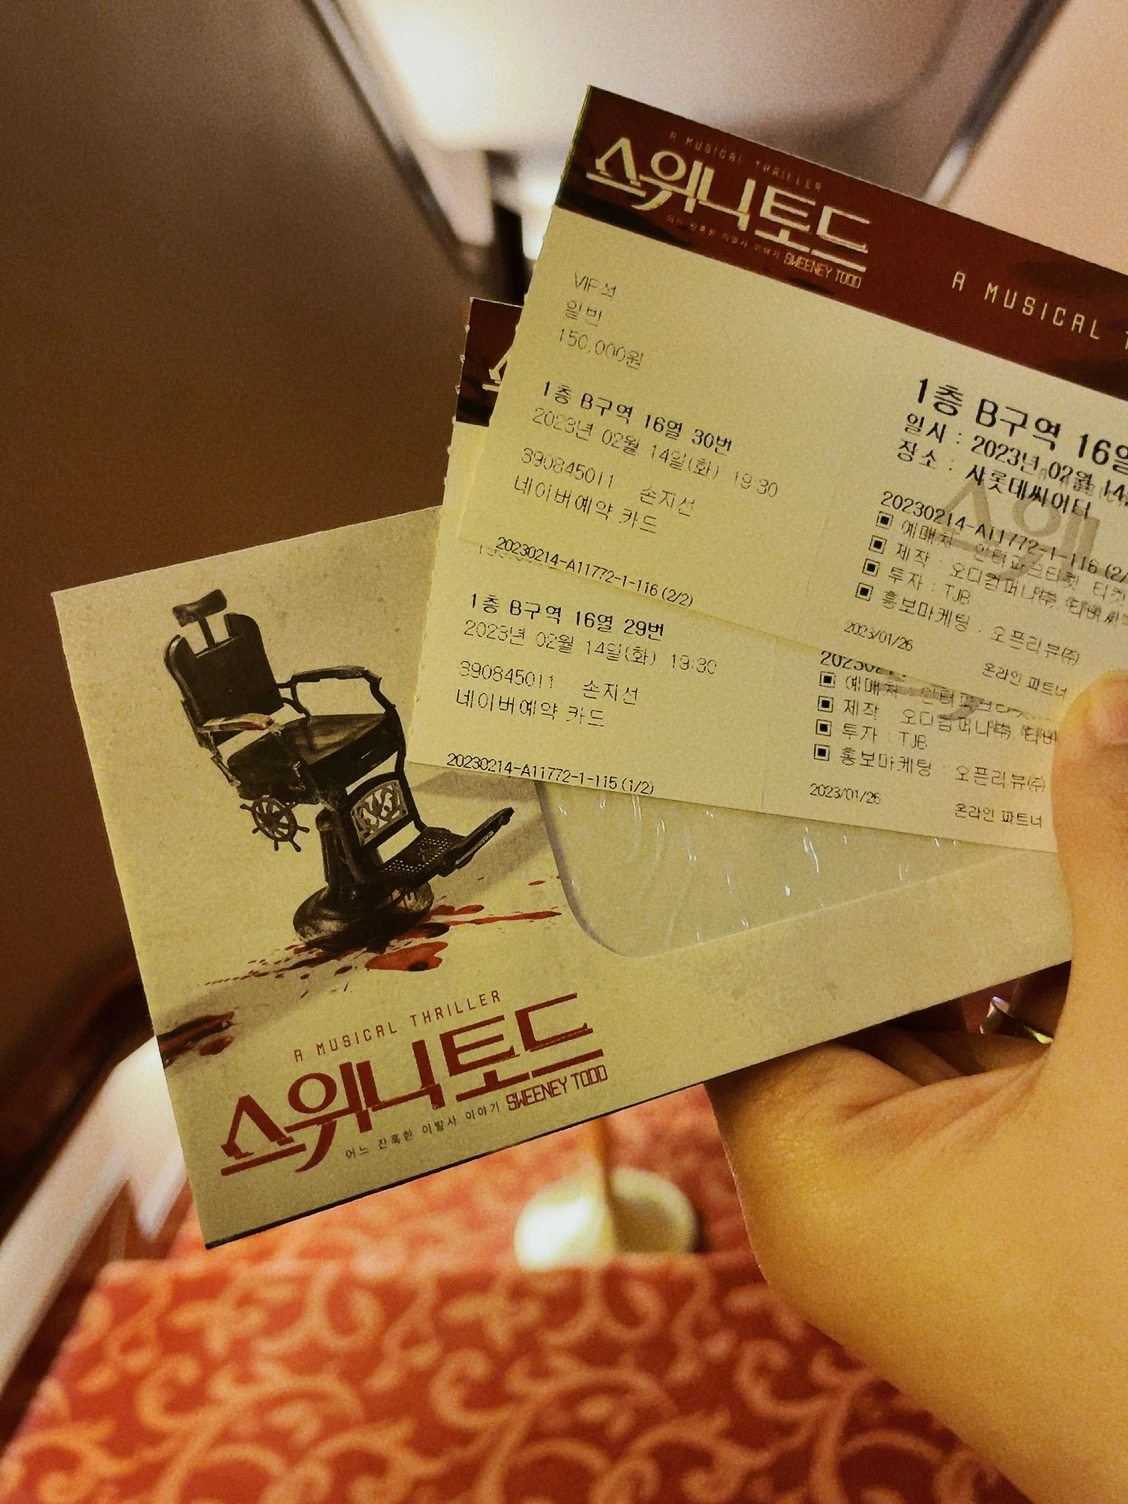 A MUSICAL THRILLER
스위니토드
어느 잔혹한 이발사 이야기 SWEENEY TODD
A MUSICAL
VIP석
일반
150,000원
1층 B구역 16열 30번
2023년 02월 14일(화) 19:30
390845011 손지선
네이버예약 카드
20230214-A11772-1-116 (2/2)
1층 B구역 16열
일시 : 2023년 02월 14
장소 : 샤롯데씨어터
20230214-A11772-1-116 (2/
▣ 예매처 : 인터파크티켓 티켓
▣ 제작 : 오디컴퍼니㈜,
▣ 투자 : TJB
▣ 홍보마케팅 : 오픈리뷰㈜
2023/01/26
온라인 파트너
1층 B구역 16열 29번
2023년 02월 14일(화) 19:30
390845011 손지선
네이버예약 카드
20230214-A11772-1-115 (1/2)
▣ 예매처 : 인터파크티켓
▣ 제작 : 오디컴퍼니㈜,
▣ 투자 : TJB
▣ 홍보마케팅 : 오픈리뷰㈜
2023/01/26
온라인 파트너
A MUSICAL THRILLER
스위니토드
어느 잔혹한 이발사 이야기 SWEENEY TODD